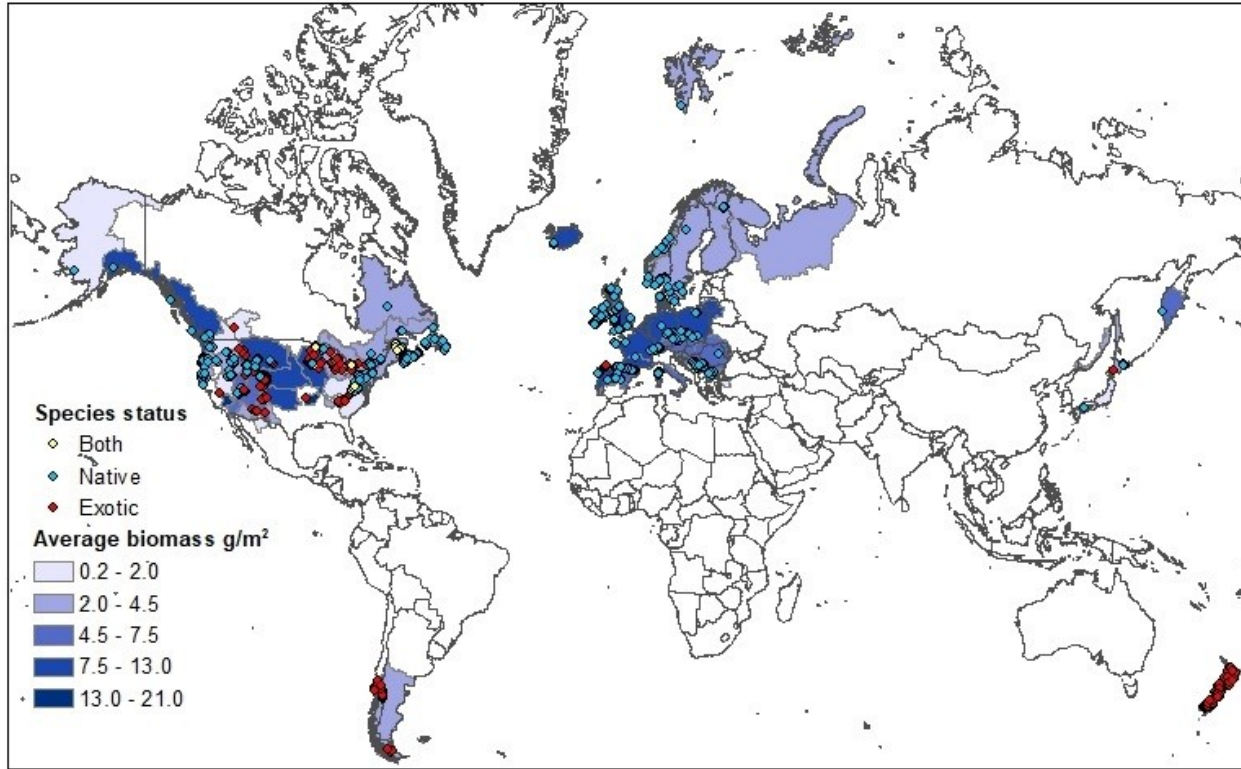 Species status
Both
Native
Exotic
Average biomass g/m²
0.2 - 2.0
2.0 - 4.5
4.5 - 7.5
7.5 - 13.0
13.0 - 21.0